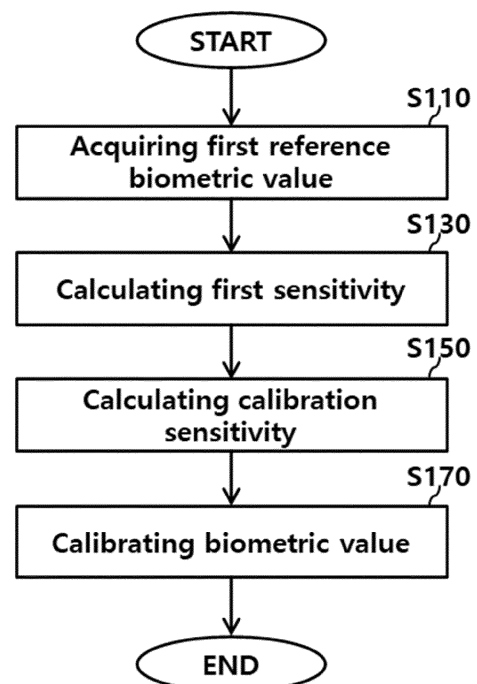 START
S110
Acquiring first reference
biometric value
S130
Calculating first sensitivity
S150
Calculating calibration
sensitivity
S170
Calibrating biometric value
END